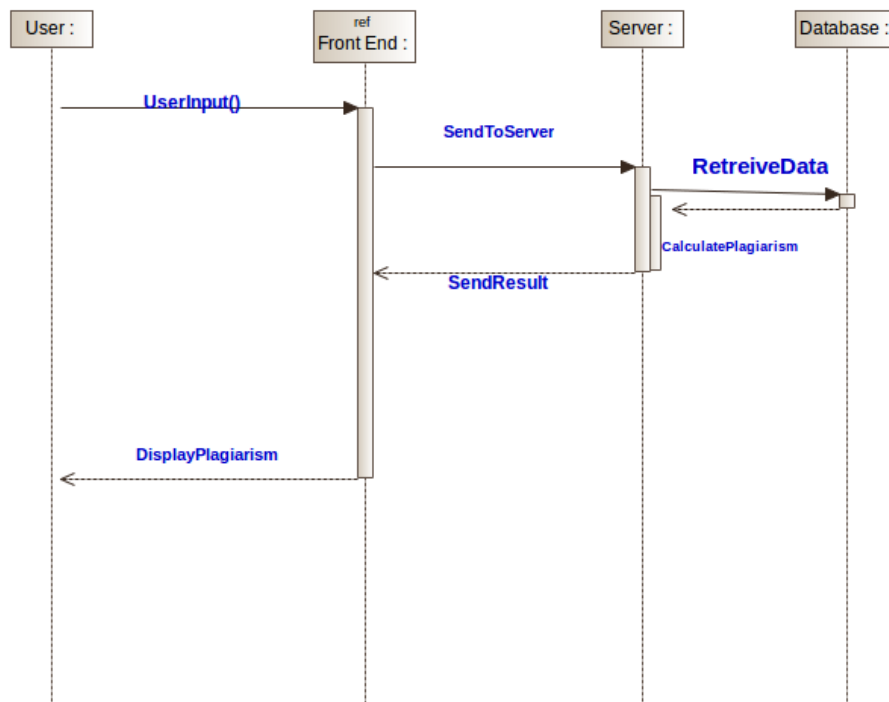 User :
ref
Front End :
Server :
Database :
UserInput()
SendToServer
RetreiveData
CalculatePlagiarism
SendResult
DisplayPlagiarism